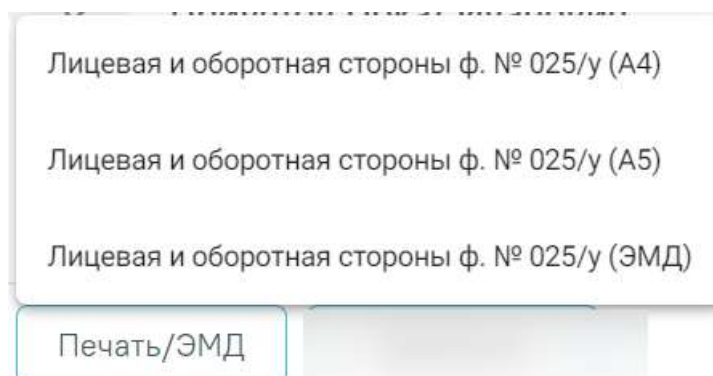 Лицевая и оборотная стороны ф. № 025/у (А4)
Лицевая и оборотная стороны ф. № 025/у (А5)
Лицевая и оборотная стороны ф. № 025/у (ЭМД)
Печать/ЭМД